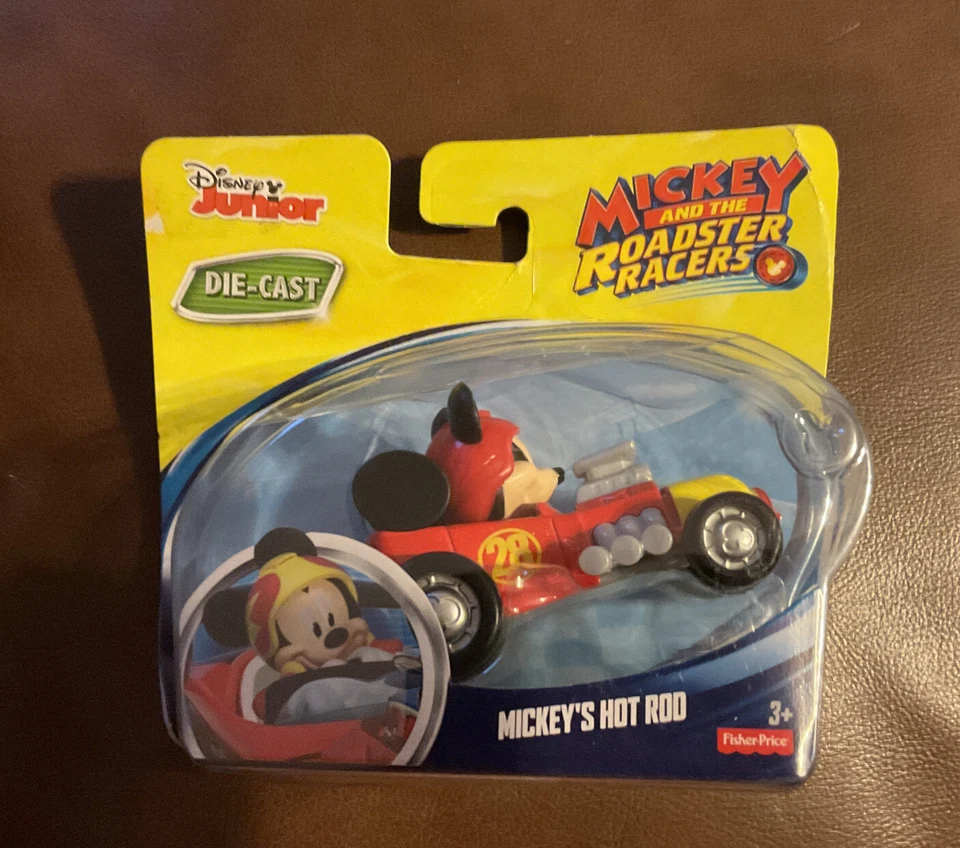 Disney
Junior
DIE-CAST
MICKEY
AND THE
ROADSTER
RACERS
28
MICKEY'S HOT ROD
3+
Fisher-Price